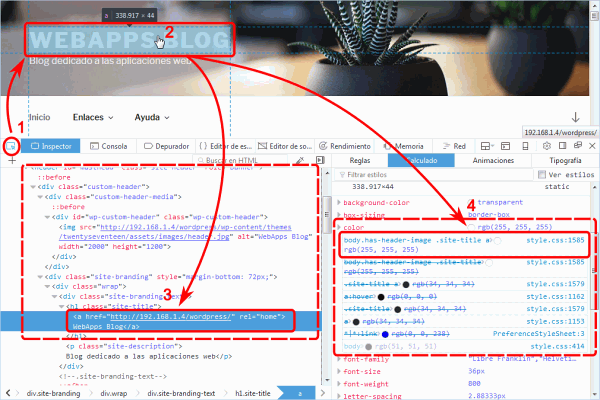 a | 338.917 × 44
WEBAPPS BLOG
2
Blog dedicado a las aplicaciones web
Inicio Enlaces Ayuda
192.168.1.4/wordpress/
1
Inspector Consola Depurador Editor de es... Editor de so... Rendimiento Memoria Red
Buscar en HTML
Reglas Calculado Animaciones Tipografía
Filtrar estilos Ver estilos
::before
<div class="custom-header">
<div class="custom-header-media">
::before
<div id="wp-custom-header" class="wp-custom-header">
<img src="http://192.168.1.4/wordpress/wp-content/themes
/twentyseventeen/assets/images/header.jpg" alt="WebApps Blog"
width="2000" height="1200">
</div>
</div>
<div class="site-branding" style="margin-bottom: 72px;">
<div class="wrap">
<div class="site-branding-text">
<h1 class="site-title">
3
<a href="http://192.168.1.4/wordpress/" rel="home">
WebApps Blog</a>
</h1>
<p class="site-description">
Blog dedicado a las aplicaciones web</p>
</div>
<!--.site-branding-text-->
</div>
div.site-branding div.wrap div.site-branding-text h1.site-title a
338.917×44 static
background-color transparent
box-sizing border-box
4
color rgb(255, 255, 255)
body.has-header-image .site-title a style.css:1585
rgb(255, 255, 255)
body.has-header-image .site-title style.css:1585
rgb(255, 255, 255)
.site-title a rgb(34, 34, 34) style.css:1579
a:hover rgb(0, 0, 0) style.css:1162
.site-title rgb(34, 34, 34) style.css:1579
a rgb(34, 34, 34) style.css:1153
*|*:link rgb(0, 0, 238) PreferenceStyleSheet:3
body rgb(51, 51, 51) style.css:414
font-family "Libre Franklin","Helveti...
font-size 36px
font-weight 800
letter-spacing 2.88333px